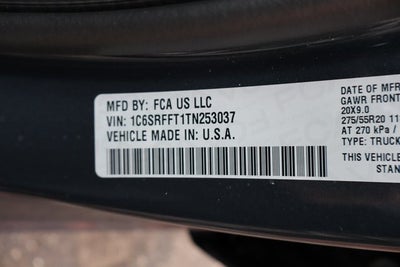 MFD BY: FCA US LLC
VIN: 1C6SRFFT1TN253037
VEHICLE MADE IN U.S.A.
DATE OF MFR
GAWR FRONT
20X9.0
275/55R20 11
AT 270 kPa /
TYPE: TRUCK
THIS VEHICLE
STAN